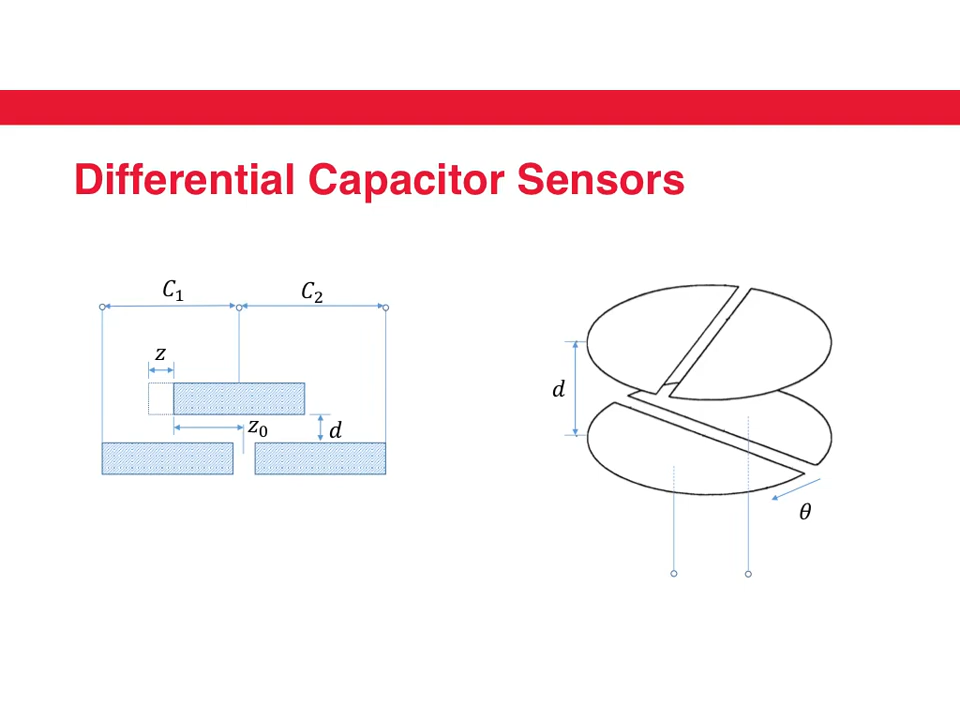 Differential Capacitor Sensors
C₁
C₂
z
z₀
d
d
θ